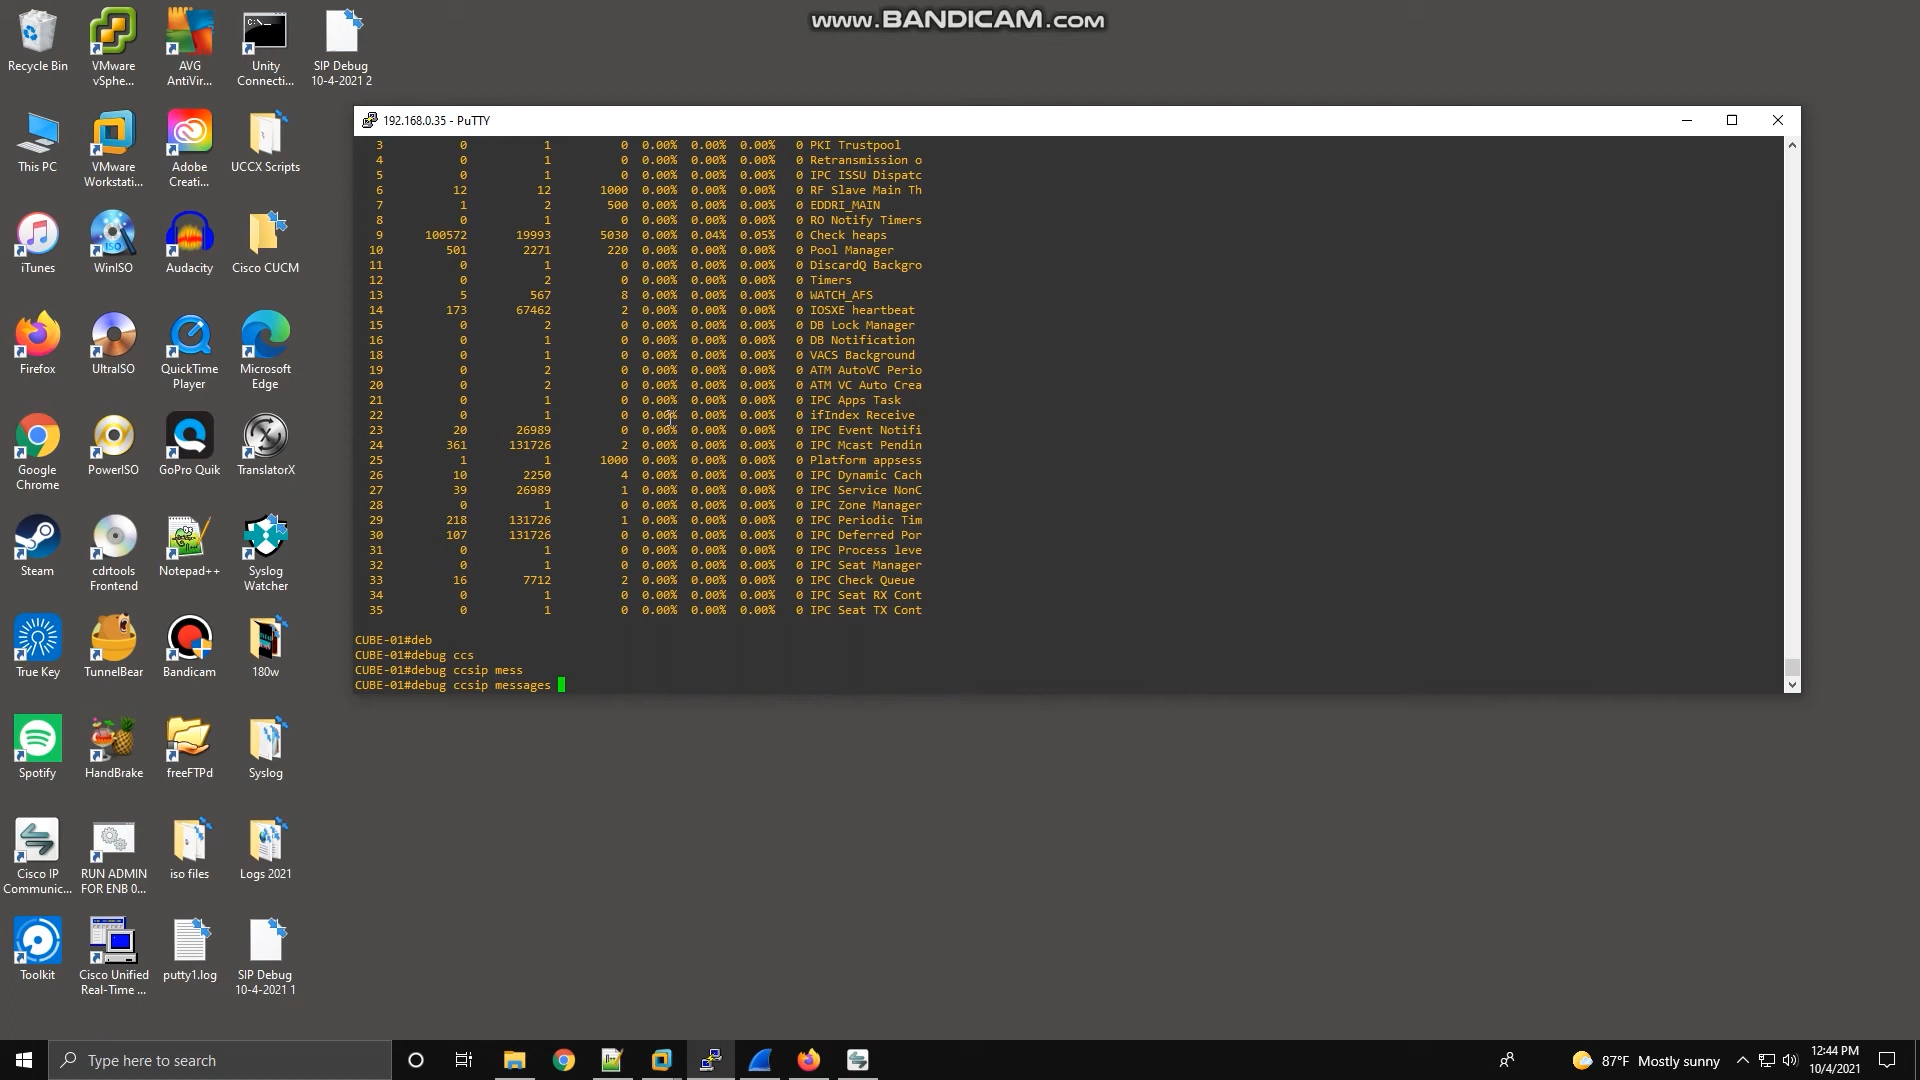 www.BANDICAM.com
Recycle Bin
VMware
vSphe...
AVG
AntiVir...
Unity
Connecti...
SIP Debug
10-4-2021 2
This PC
VMware
Workstati...
Adobe
Creati...
UCCX Scripts
iTunes
WinISO
Audacity
Cisco CUCM
Firefox
UltraISO
QuickTime
Player
Microsoft
Edge
Google
Chrome
PowerISO
GoPro Quik
TranslatorX
Steam
cdrtools
Frontend
Notepad++
Syslog
Watcher
True Key
TunnelBear
Bandicam
180w
Spotify
HandBrake
freeFTPd
Syslog
Cisco IP
Communic...
RUN ADMIN
FOR ENB 0...
iso files
Logs 2021
Toolkit
Cisco Unified
Real-Time ...
putty1.log
SIP Debug
10-4-2021 1
192.168.0.35 - PuTTY
3 0 1 0 0.00% 0.00% 0.00% 0 PKI Trustpool
4 0 1 0 0.00% 0.00% 0.00% 0 Retransmission o
5 0 1 0 0.00% 0.00% 0.00% 0 IPC ISSU Dispatc
6 12 12 1000 0.00% 0.00% 0.00% 0 RF Slave Main Th
7 1 2 500 0.00% 0.00% 0.00% 0 EDDRI_MAIN
8 0 1 0 0.00% 0.00% 0.00% 0 RO Notify Timers
9 100572 19993 5030 0.00% 0.04% 0.05% 0 Check heaps
10 501 2271 220 0.00% 0.00% 0.00% 0 Pool Manager
11 0 1 0 0.00% 0.00% 0.00% 0 DiscardQ Backgro
12 0 2 0 0.00% 0.00% 0.00% 0 Timers
13 5 567 8 0.00% 0.00% 0.00% 0 WATCH_AFS
14 173 67462 2 0.00% 0.00% 0.00% 0 IOSXE heartbeat
15 0 2 0 0.00% 0.00% 0.00% 0 DB Lock Manager
16 0 1 0 0.00% 0.00% 0.00% 0 DB Notification
18 0 1 0 0.00% 0.00% 0.00% 0 VACS Background
19 0 2 0 0.00% 0.00% 0.00% 0 ATM AutoVC Perio
20 0 2 0 0.00% 0.00% 0.00% 0 ATM VC Auto Crea
21 0 1 0 0.00% 0.00% 0.00% 0 IPC Apps Task
22 0 1 0 0.00% 0.00% 0.00% 0 ifIndex Receive
23 20 26989 0 0.00% 0.00% 0.00% 0 IPC Event Notifi
24 361 131726 2 0.00% 0.00% 0.00% 0 IPC Mcast Pendin
25 1 1 1000 0.00% 0.00% 0.00% 0 Platform appsess
26 10 2250 4 0.00% 0.00% 0.00% 0 IPC Dynamic Cach
27 39 26989 1 0.00% 0.00% 0.00% 0 IPC Service NonC
28 0 1 0 0.00% 0.00% 0.00% 0 IPC Zone Manager
29 218 131726 1 0.00% 0.00% 0.00% 0 IPC Periodic Tim
30 107 131726 0 0.00% 0.00% 0.00% 0 IPC Deferred Por
31 0 1 0 0.00% 0.00% 0.00% 0 IPC Process leve
32 0 1 0 0.00% 0.00% 0.00% 0 IPC Seat Manager
33 16 7712 2 0.00% 0.00% 0.00% 0 IPC Check Queue
34 0 1 0 0.00% 0.00% 0.00% 0 IPC Seat RX Cont
35 0 1 0 0.00% 0.00% 0.00% 0 IPC Seat TX Cont
CUBE-01#deb
CUBE-01#debug ccs
CUBE-01#debug ccsip mess
CUBE-01#debug ccsip messages
Type here to search
87°F Mostly sunny
12:44 PM
10/4/2021